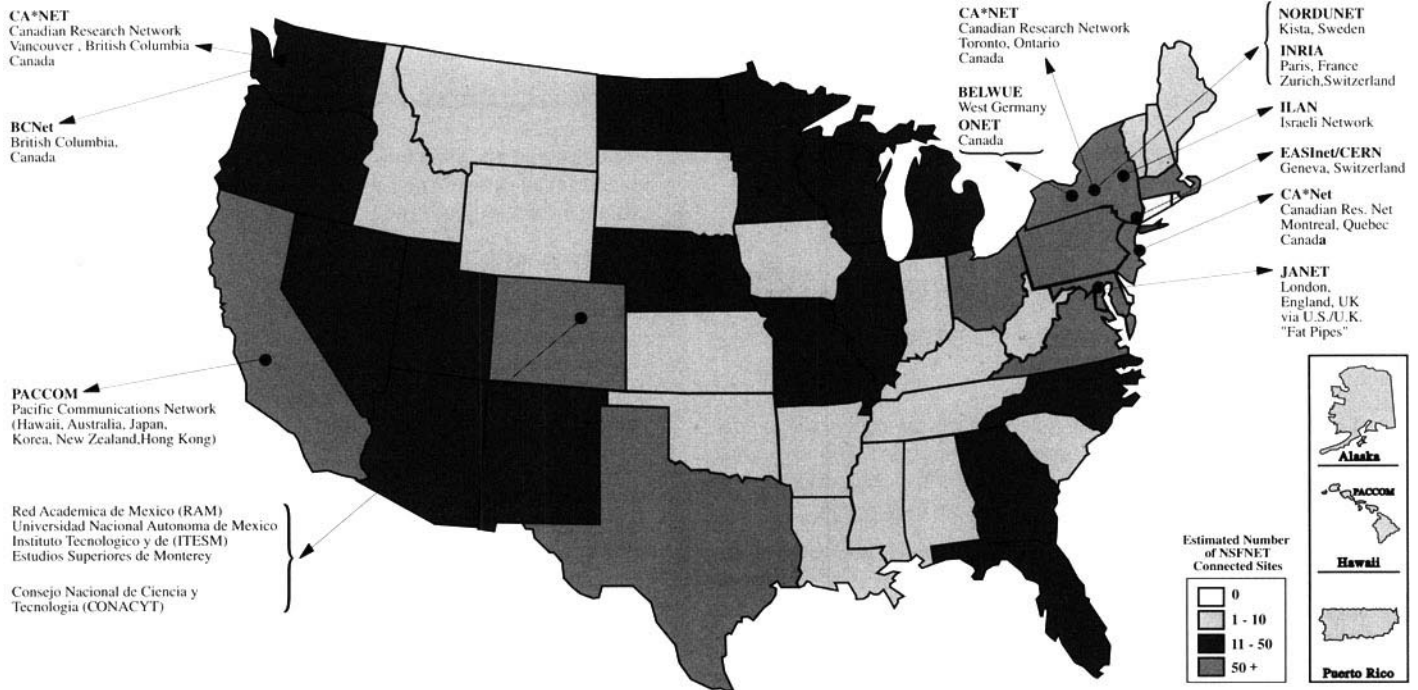 CA*NET
Canadian Research Network
Vancouver , British Columbia
Canada
BCNet
British Columbia,
Canada
PACCOM
Pacific Communications Network
(Hawaii, Australia, Japan,
Korea, New Zealand,Hong Kong)
Red Academica de Mexico (RAM)
Universidad Nacional Autonoma de Mexico
Instituto Tecnologico y de (ITESM)
Estudios Superiores de Monterey
Consejo Nacional de Ciencia y
Tecnologia (CONACYT)
CA*NET
Canadian Research Network
Toronto, Ontario
Canada
BELWUE
West Germany
ONET
Canada
NORDUNET
Kista, Sweden
INRIA
Paris, France
Zurich,Switzerland
ILAN
Israeli Network
EASInet/CERN
Geneva, Switzerland
CA*Net
Canadian Res. Net
Montreal, Quebec
Canada
JANET
London,
England, UK
via U.S./U.K.
"Fat Pipes"
Estimated Number
of NSFNET
Connected Sites
0
1 - 10
11 - 50
50 +
Alaska
PACCOM
Hawaii
Puerto Rico